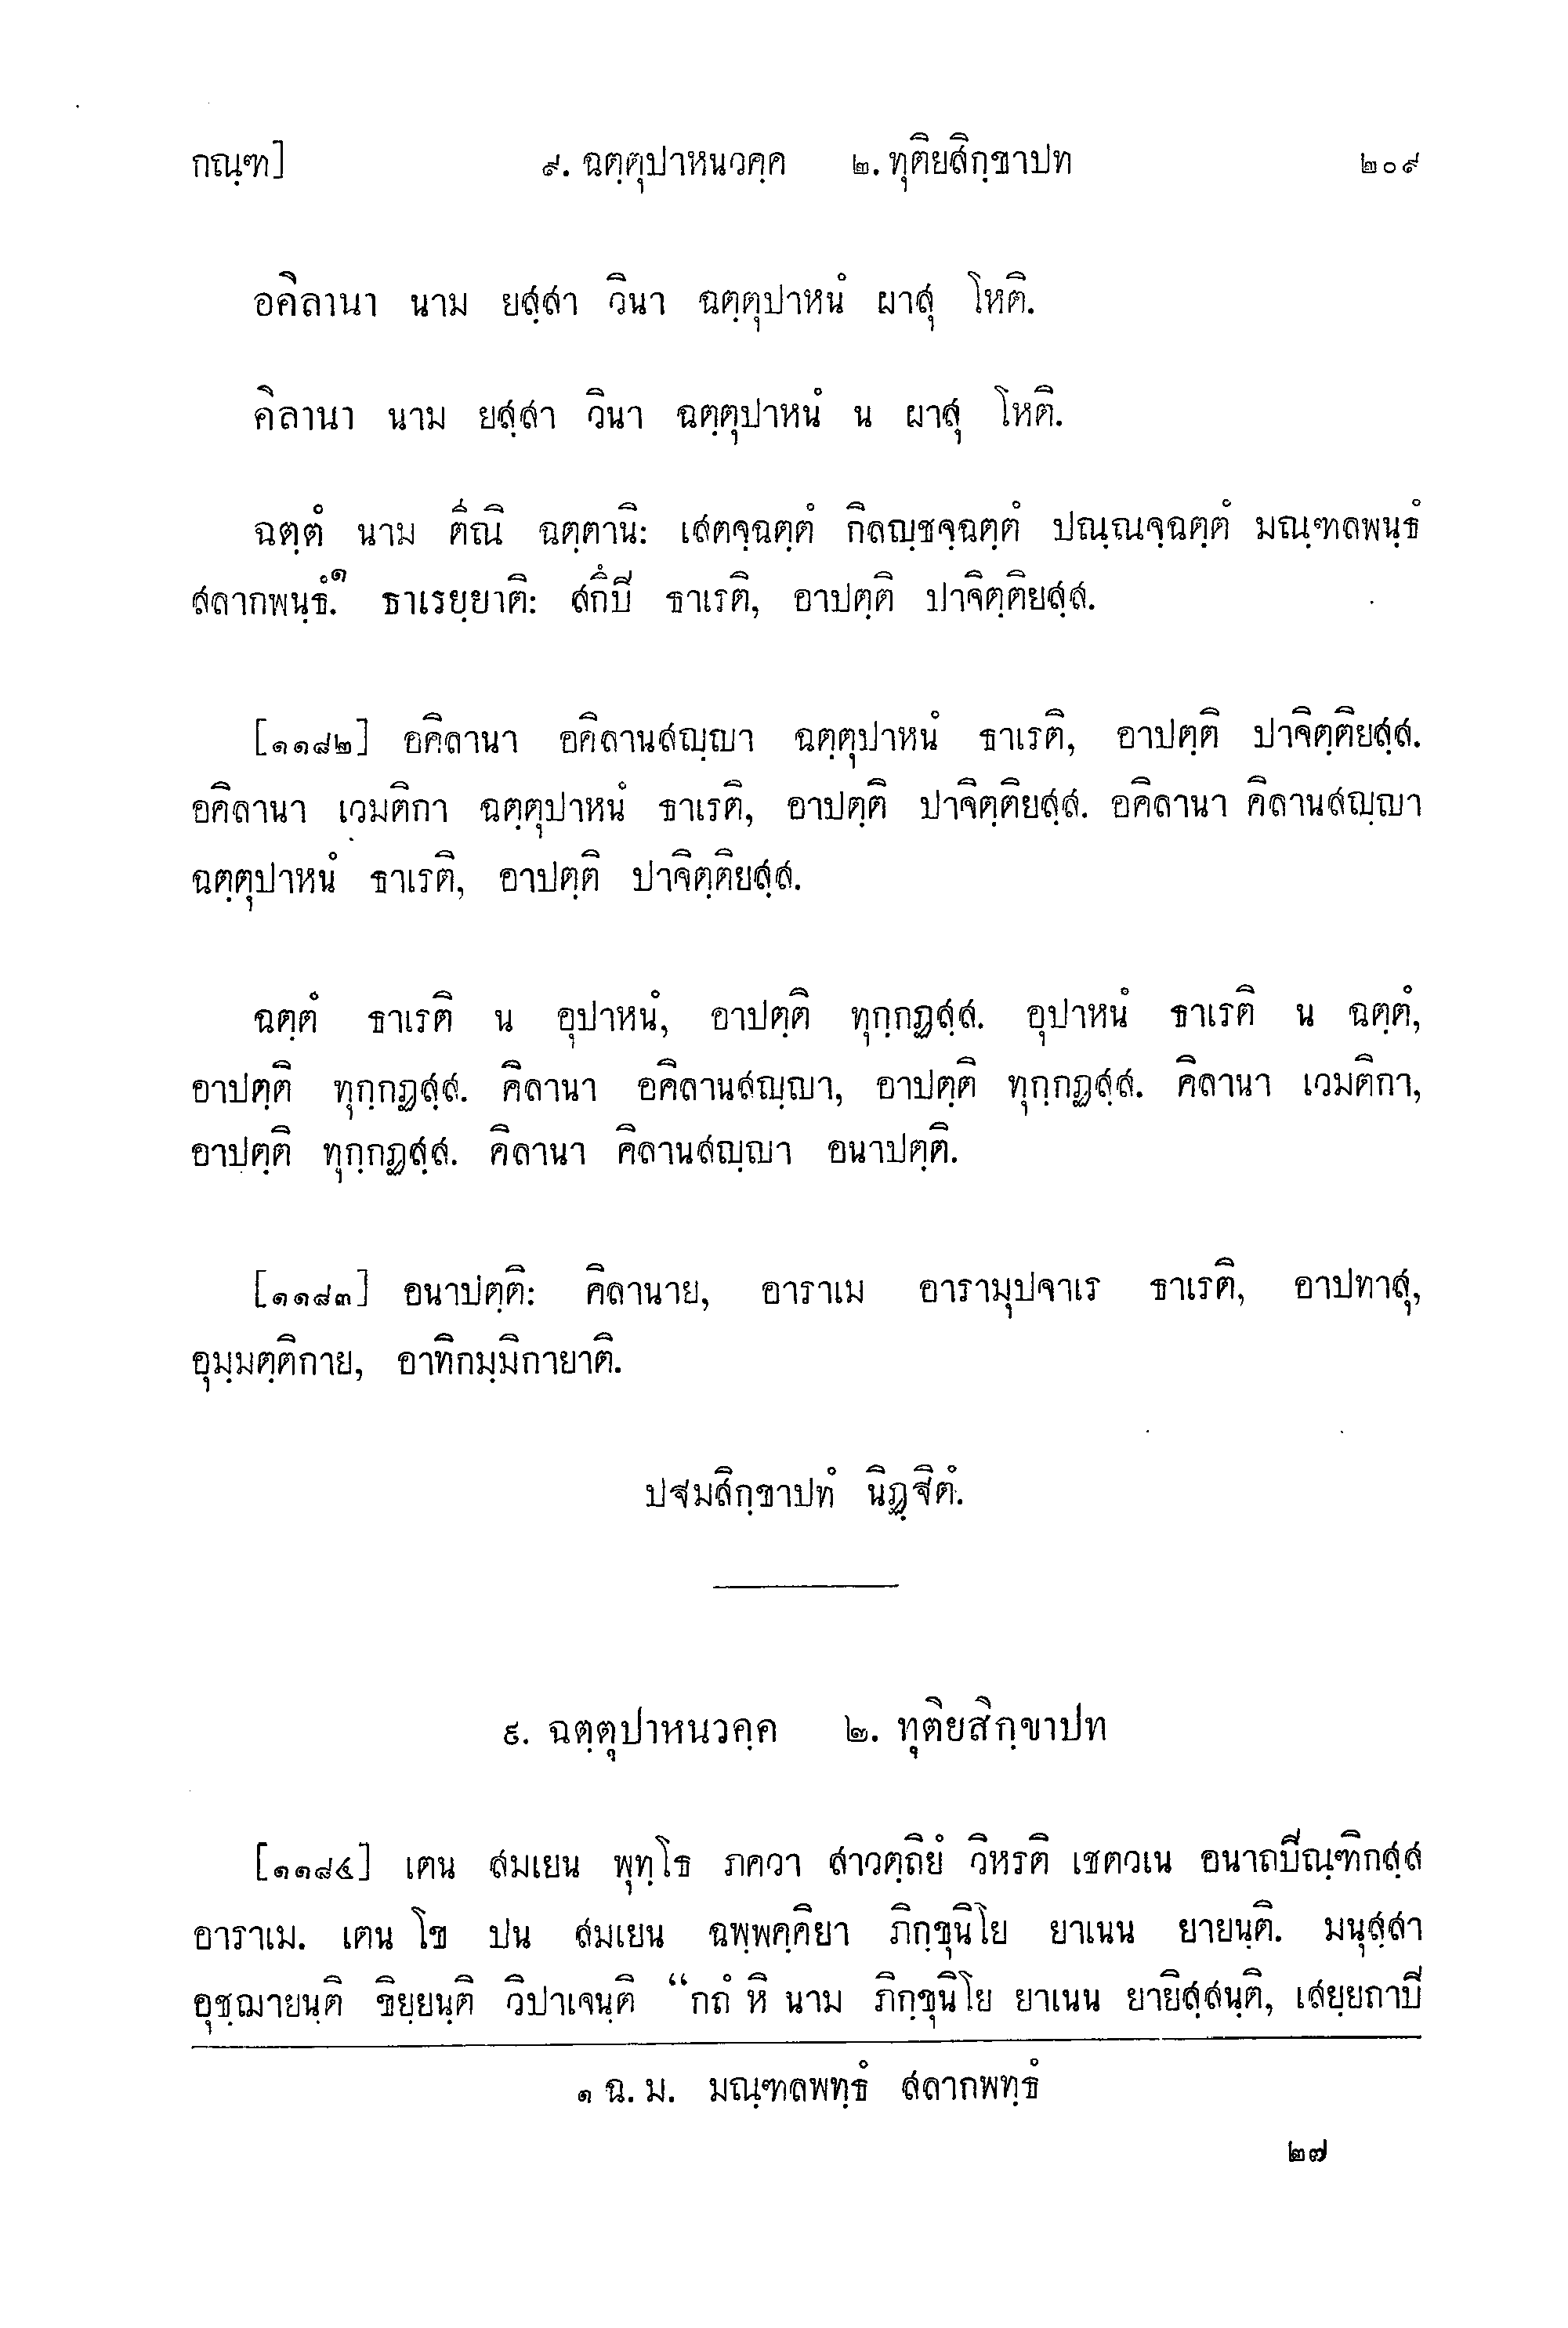 กณฺฑ] ๙. ฉตฺตุปาหนวคฺค ๒. ทุติยสิกฺขาปท ๒๐๙
อคิลานา นาม ยสฺสา วินา ฉตฺตุปาหนํ ผาสุ โหติ.
คิลานา นาม ยสฺสา วินา ฉตฺตุปาหนํ น ผาสุ โหติ.
ฉตฺตํ นาม ตีณิ ฉตฺตานิ: เสตจฺฉตฺตํ กิลญฺชจฺฉตฺตํ ปณฺณจฺฉตฺตํ มณฺฑลพนฺธํ
สลากพนฺธํ.๑ ธาเรยฺยาติ: สกึปี ธาเรติ, อาปตฺติ ปาจิตฺติยสฺส.
[๑๑๘๒] อคิลานา อคิลานสญฺญา ฉตฺตุปาหนํ ธาเรติ, อาปตฺติ ปาจิตฺติยสฺส.
อคิลานา เวมติกา ฉตฺตุปาหนํ ธาเรติ, อาปตฺติ ปาจิตฺติยสฺส. อคิลานา คิลานสญฺญา
ฉตฺตุปาหนํ ธาเรติ, อาปตฺติ ปาจิตฺติยสฺส.
ฉตฺตํ ธาเรติ น อุปาหนํ, อาปตฺติ ทุกฺกฏสฺส. อุปาหนํ ธาเรติ น ฉตฺตํ,
อาปตฺติ ทุกฺกฏสฺส. คิลานา อคิลานสญฺญา, อาปตฺติ ทุกฺกฏสฺส. คิลานา เวมติกา,
อาปตฺติ ทุกฺกฏสฺส. คิลานา คิลานสญฺญา อนาปตฺติ.
[๑๑๘๓] อนาปตฺติ: คิลานาย, อาราเม อารามุปจาเร ธาเรติ, อาปทาสุ,
อุมฺมตฺติกาย, อาทิกมฺมิกายาติ.
ปฐมสิกฺขาปทํ นิฏฺฐิตํ.
๙. ฉตฺตุปาหนวคฺค ๒. ทุติยสิกฺขาปท
[๑๑๘๔] เตน สมเยน พุทฺโธ ภควา สาวตฺถิยํ วิหรติ เชตวเน อนาถปิณฺฑิกสฺส
อาราเม. เตน โข ปน สมเยน ฉพฺพคฺคิยา ภิกฺขุนิโย ยาเนน ยายนฺติ. มนุสฺสา
อุชฺฌายนฺติ ขิยฺยนฺติ วิปาเจนฺติ “กถํ หิ นาม ภิกฺขุนิโย ยาเนน ยายิสฺสนฺติ, เสยฺยถาปี
๑ ฉ. ม. มณฺฑลพทฺธํ สลากพทฺธํ
๒๗